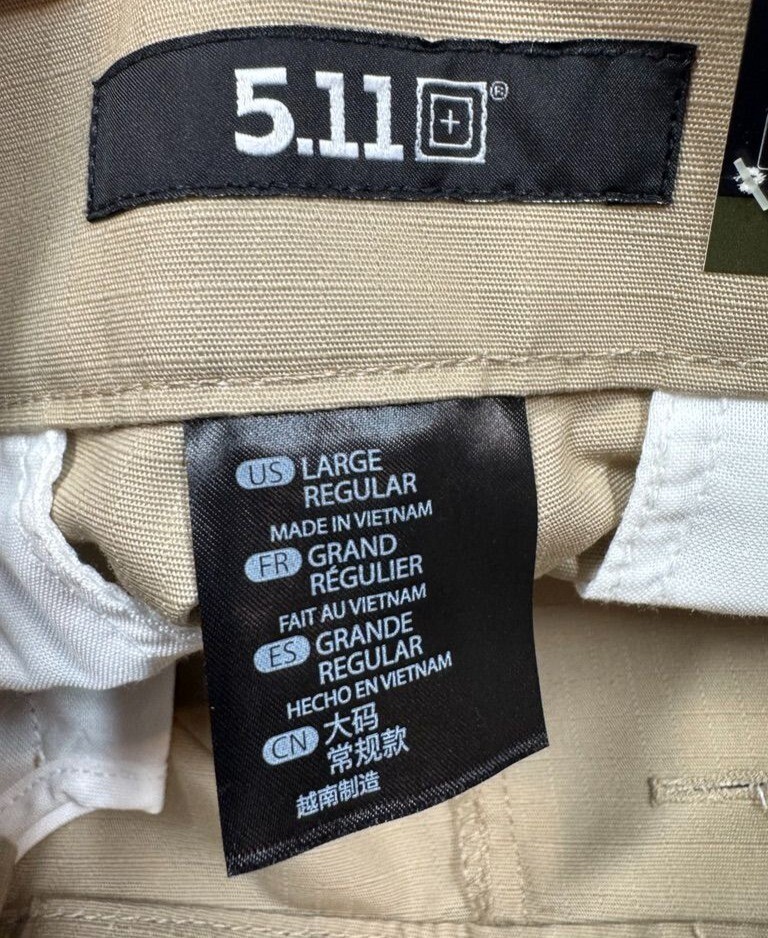 5.11®
US LARGE
REGULAR
MADE IN VIETNAM
FR GRAND
RÉGULIER
FAIT AU VIETNAM
ES GRANDE
REGULAR
HECHO EN VIETNAM
CN 大码
常规款
越南制造